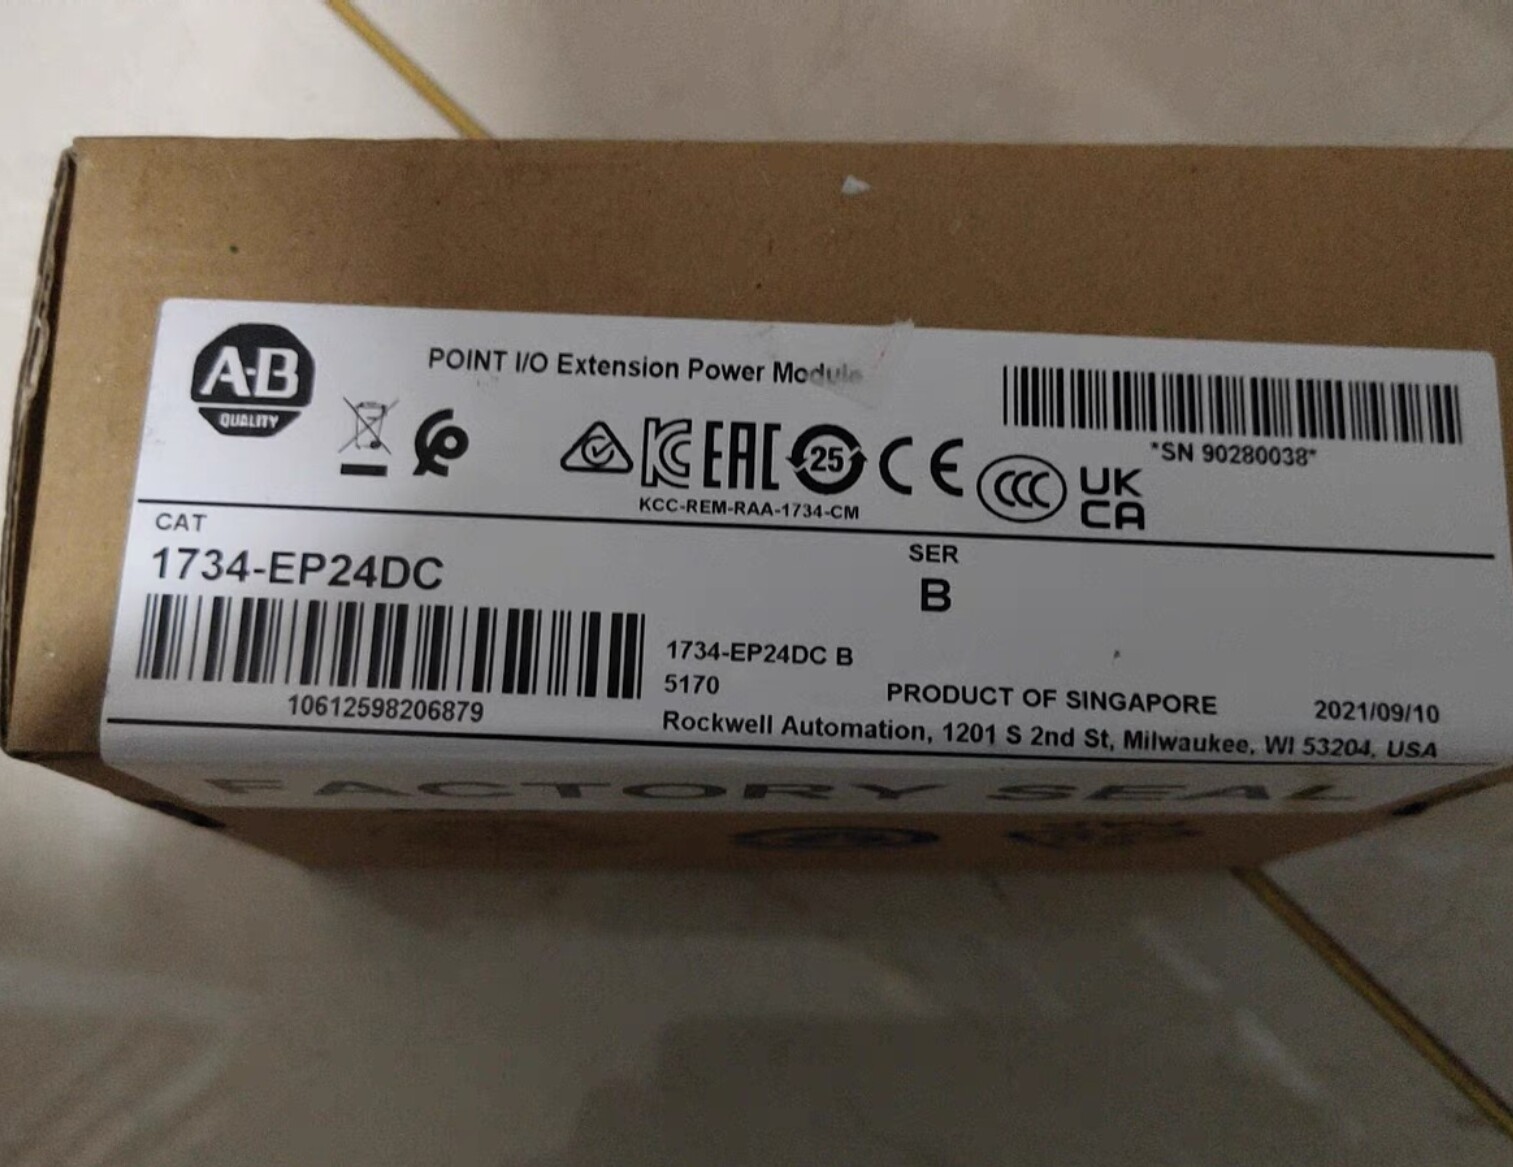 A-B
QUALITY
POINT I/O Extension Power Module
*SN 90280038*
25
CE
CCC
UK
CA
KC EAC
KCC-REM-RAA-1734-CM
CAT
1734-EP24DC
SER
B
10612598206879
1734-EP24DC B
5170
PRODUCT OF SINGAPORE
2021/09/10
Rockwell Automation, 1201 S 2nd St, Milwaukee, WI 53204, USA
FACTORY SEAL